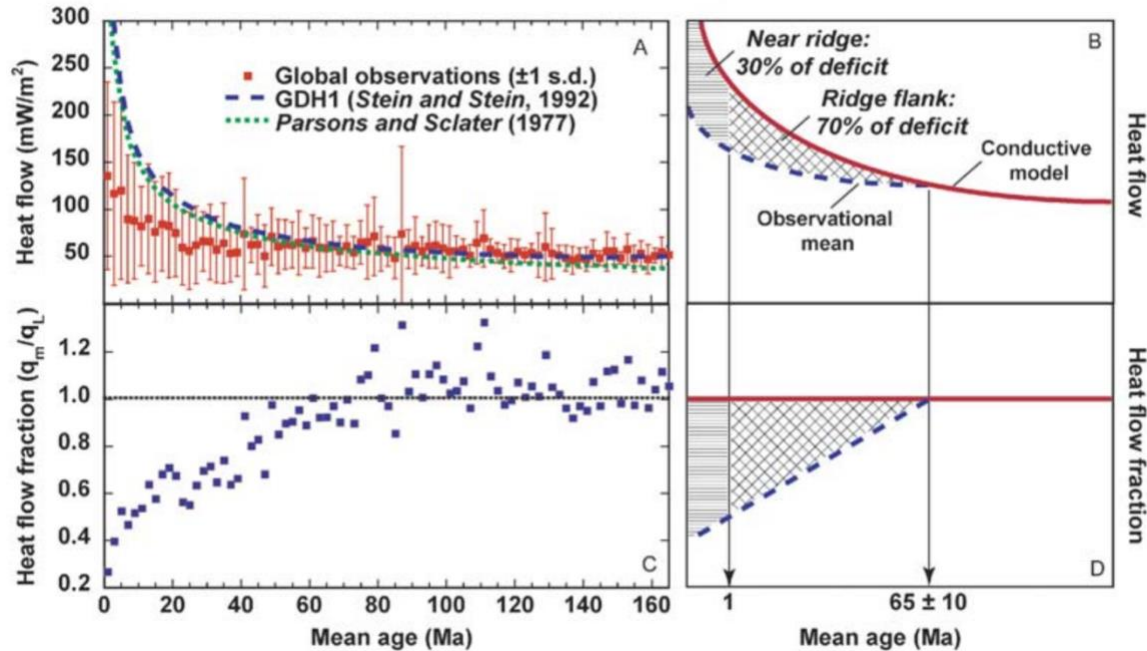 300
250
200
150
100
50
Heat flow (mW/m²)
A
Global observations (±1 s.d.)
GDH1 (Stein and Stein, 1992)
Parsons and Sclater (1977)
B
Near ridge:
30% of deficit
Ridge flank:
70% of deficit
Conductive
model
Observational
mean
Heat flow
1.2
1.0
0.8
0.6
0.4
0.2
Heat flow fraction (qm/qL)
C
0 20 40 60 80 100 120 140 160
Mean age (Ma)
D
Heat flow fraction
1 65 ± 10
Mean age (Ma)